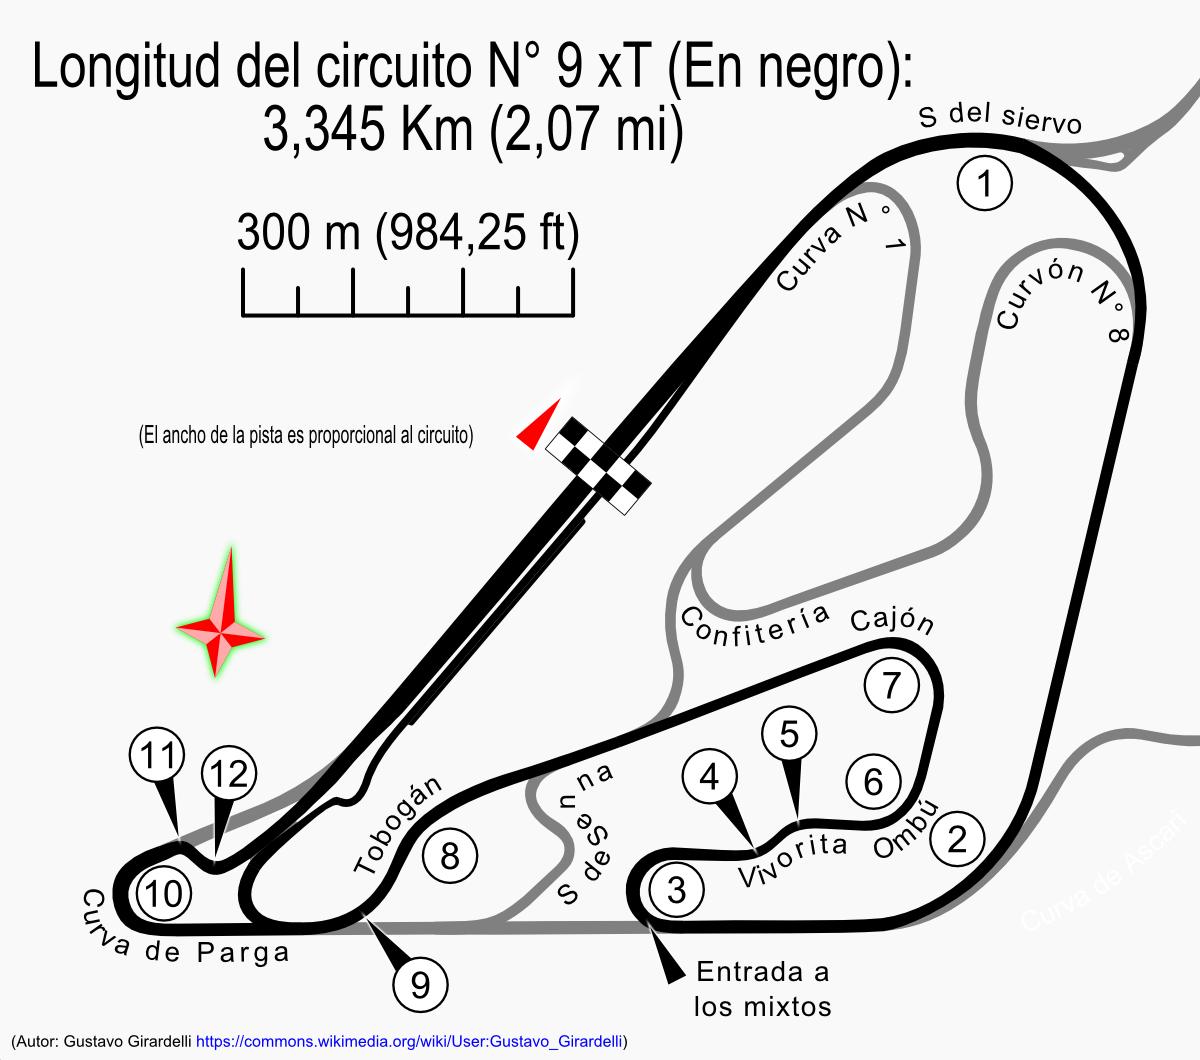 Longitud del circuito N° 9 xT (En negro):
3,345 Km (2,07 mi)
S del siervo
1
300 m (984,25 ft)
Curva N° 1
Curvón N° 8
(El ancho de la pista es proporcional al circuito)
Confitería
Cajón
7
11
12
5
4
6
S de Senna
Tobogán
8
Vivorita
Ombú
2
Curva de Ascari
3
10
Curva de Parga
9
Entrada a
los mixtos
(Autor: Gustavo Girardelli https://commons.wikimedia.org/wiki/User:Gustavo_Girardelli)